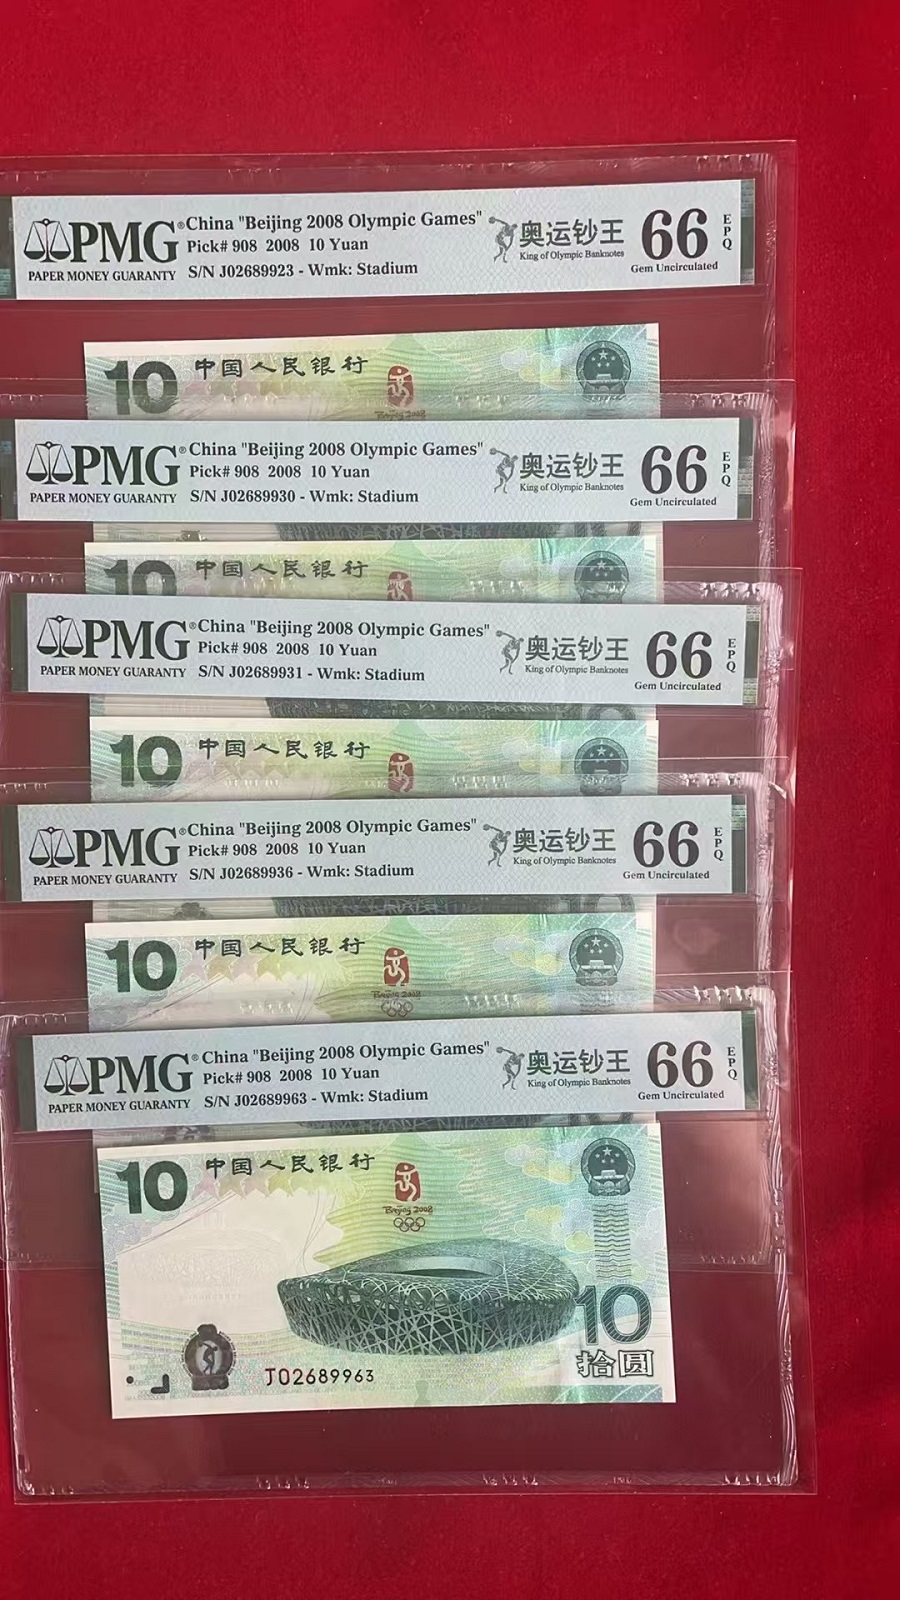 PMG®
PAPER MONEY GUARANTY
China "Beijing 2008 Olympic Games"
Pick# 908 2008 10 Yuan
S/N J02689923 - Wmk: Stadium
奥运钞王
King of Olympic Banknotes
66
EPQ
Gem Uncirculated
10
中国人民银行
Beijing 2008
PMG®
PAPER MONEY GUARANTY
China "Beijing 2008 Olympic Games"
Pick# 908 2008 10 Yuan
S/N J02689930 - Wmk: Stadium
奥运钞王
King of Olympic Banknotes
66
EPQ
Gem Uncirculated
10
中国人民银行
PMG®
PAPER MONEY GUARANTY
China "Beijing 2008 Olympic Games"
Pick# 908 2008 10 Yuan
S/N J02689931 - Wmk: Stadium
奥运钞王
King of Olympic Banknotes
66
EPQ
Gem Uncirculated
10
中国人民银行
PMG®
PAPER MONEY GUARANTY
China "Beijing 2008 Olympic Games"
Pick# 908 2008 10 Yuan
S/N J02689936 - Wmk: Stadium
奥运钞王
King of Olympic Banknotes
66
EPQ
Gem Uncirculated
10
中国人民银行
Beijing 2008
PMG®
PAPER MONEY GUARANTY
China "Beijing 2008 Olympic Games"
Pick# 908 2008 10 Yuan
S/N J02689963 - Wmk: Stadium
奥运钞王
King of Olympic Banknotes
66
EPQ
Gem Uncirculated
10
中国人民银行
Beijing 2008
10
拾圆
J02689963